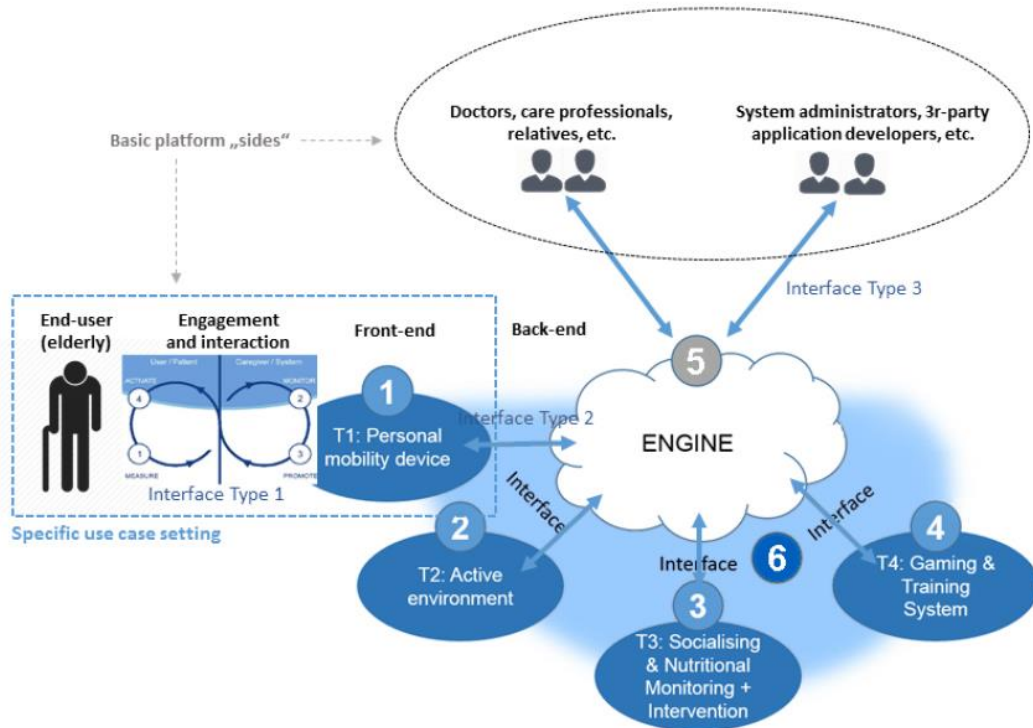 Doctors, care professionals,
relatives, etc.
System administrators, 3r-party
application developers, etc.
Basic platform „sides“
Interface Type 3
End-user
(elderly)
Engagement
and interaction
Front-end
Back-end
User / Patient
Caregiver / System
ACTIVATE
MONITOR
4
2
1
3
MEASURE
PROMOTE
Interface Type 1
1
T1: Personal
mobility device
Interface Type 2
5
ENGINE
Specific use case setting
Interface
Interface
Interface
2
T2: Active
environment
6
3
T3: Socialising
& Nutritional
Monitoring +
Intervention
4
T4: Gaming &
Training
System